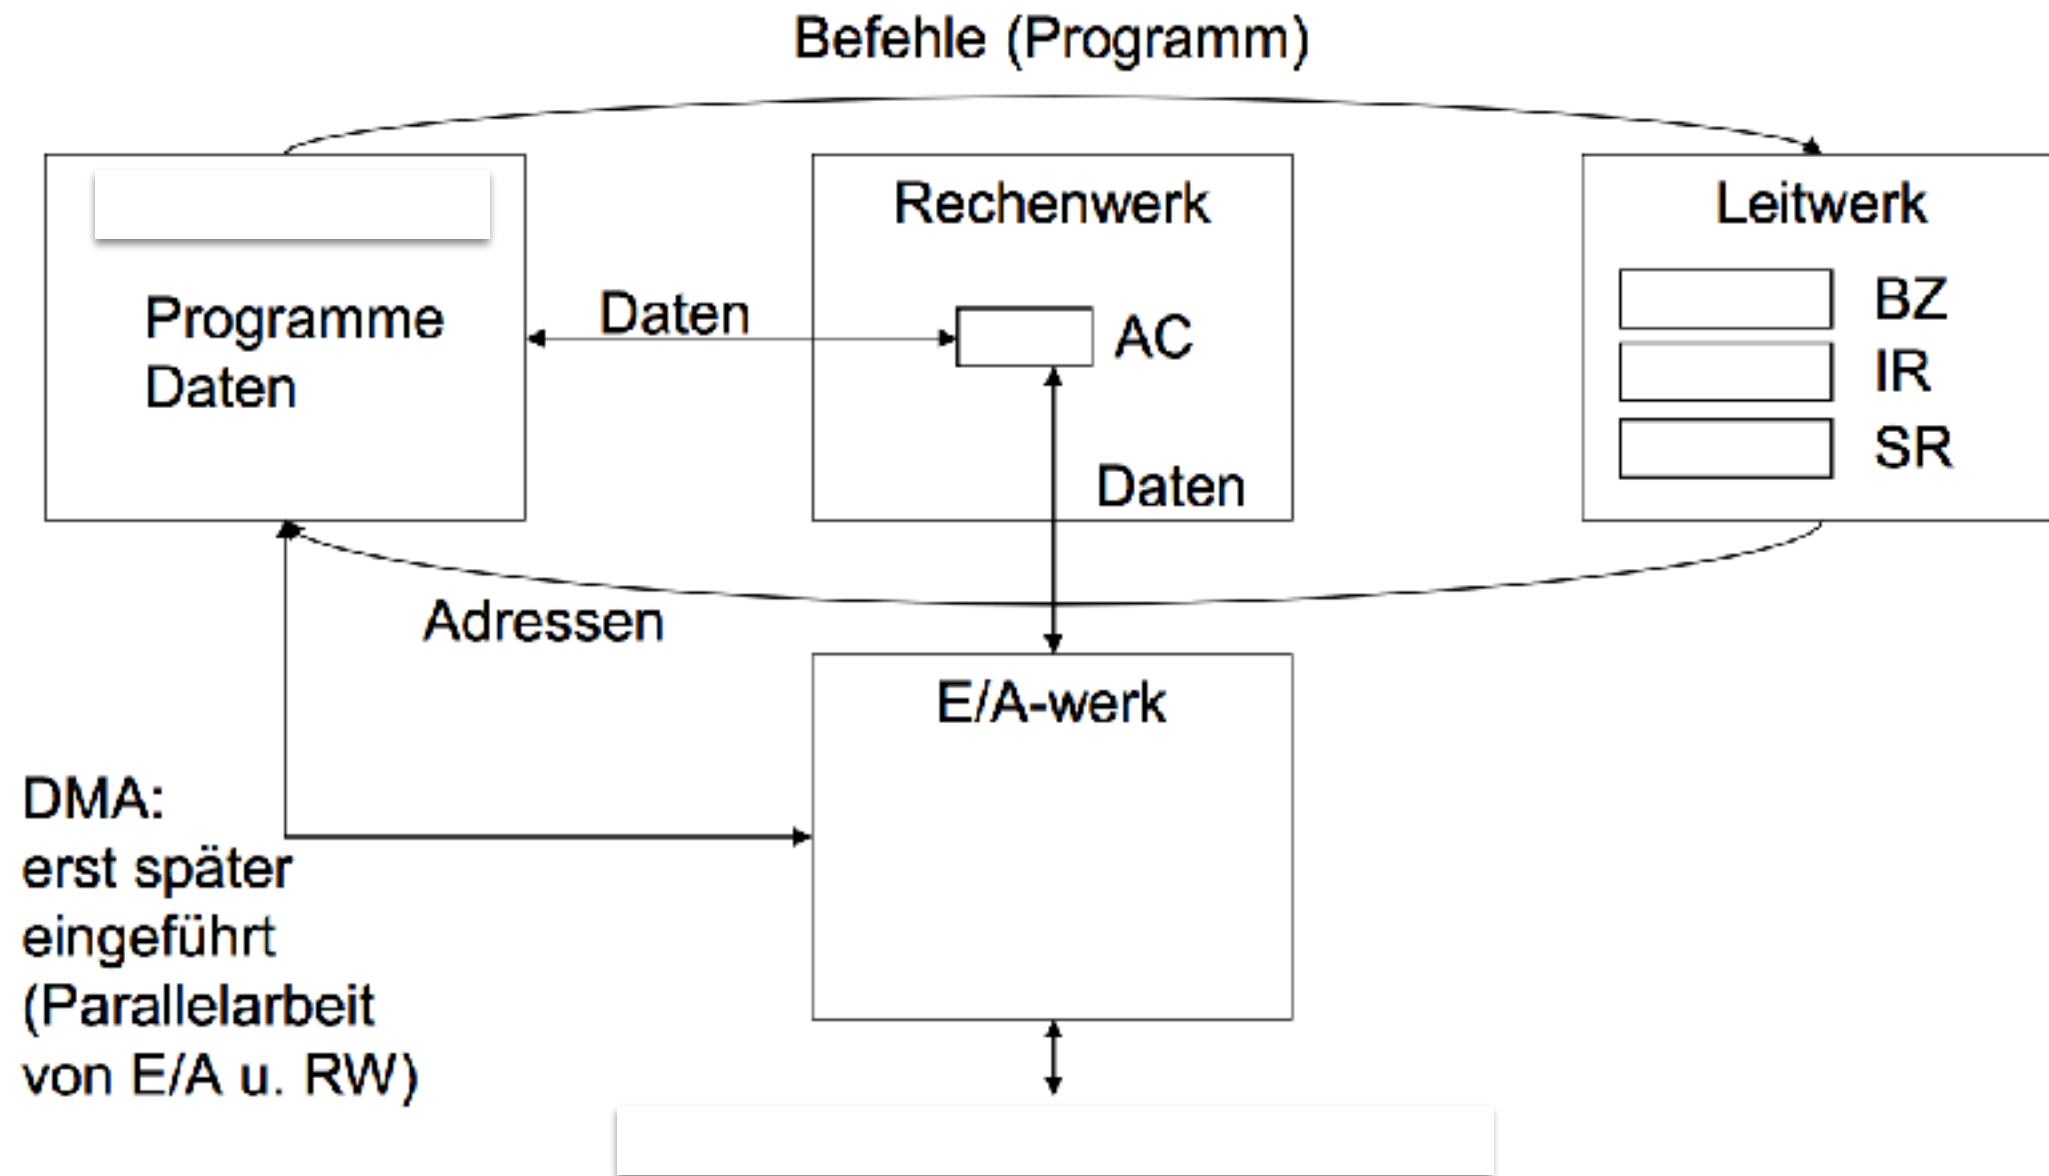 Befehle (Programm)
Rechenwerk
Leitwerk
Programme
Daten
Daten
AC
BZ
IR
SR
Daten
Adressen
E/A-werk
DMA:
erst später
eingeführt
(Parallelarbeit
von E/A u. RW)